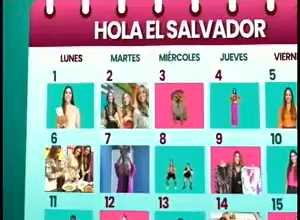 HOLA EL SALVADOR
LUNES MARTES MIÉRCOLES JUEVES VIERN
1 2 3 4 5
6 7 8 9 10
11 12 13 14 15